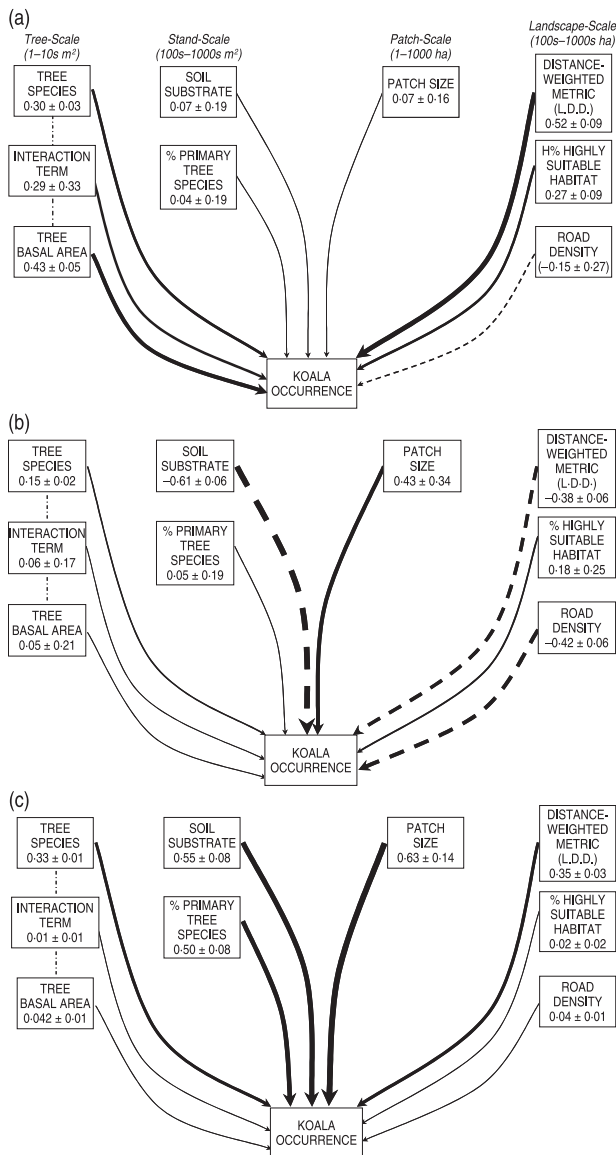 (a)
Tree-Scale
(1–10s m²)
Stand-Scale
(100s–1000s m²)
Patch-Scale
(1–1000 ha)
Landscape-Scale
(100s–1000s ha)
TREE
SPECIES
0·30 ± 0·03
SOIL
SUBSTRATE
0·07 ± 0·19
PATCH SIZE
0·07 ± 0·16
DISTANCE-
WEIGHTED
METRIC
(L.D.D.)
0·52 ± 0·09
INTERACTION
TERM
0·29 ± 0·33
% PRIMARY
TREE
SPECIES
0·04 ± 0·19
H% HIGHLY
SUITABLE
HABITAT
0·27 ± 0·09
TREE
BASAL AREA
0·43 ± 0·05
ROAD
DENSITY
(−0·15 ± 0·27)
KOALA
OCCURRENCE
(b)
TREE
SPECIES
0·15 ± 0·02
SOIL
SUBSTRATE
−0·61 ± 0·06
PATCH
SIZE
0·43 ± 0·34
DISTANCE-
WEIGHTED
METRIC
(L·D·D·)
−0·38 ± 0·06
INTERACTION
TERM
0·06 ± 0·17
% PRIMARY
TREE
SPECIES
0·05 ± 0·19
% HIGHLY
SUITABLE
HABITAT
0·18 ± 0·25
TREE
BASAL AREA
0·05 ± 0·21
ROAD
DENSITY
−0·42 ± 0·06
KOALA
OCCURRENCE
(c)
TREE
SPECIES
0·33 ± 0·01
SOIL
SUBSTRATE
0·55 ± 0·08
PATCH
SIZE
0·63 ± 0·14
DISTANCE-
WEIGHTED
METRIC
(L.D.D.)
0·35 ± 0·03
INTERACTION
TERM
0·01 ± 0·01
% PRIMARY
TREE
SPECIES
0·50 ± 0·08
% HIGHLY
SUITABLE
HABITAT
0·02 ± 0·02
TREE
BASAL AREA
0·042 ± 0·01
ROAD
DENSITY
0·04 ± 0·01
KOALA
OCCURRENCE